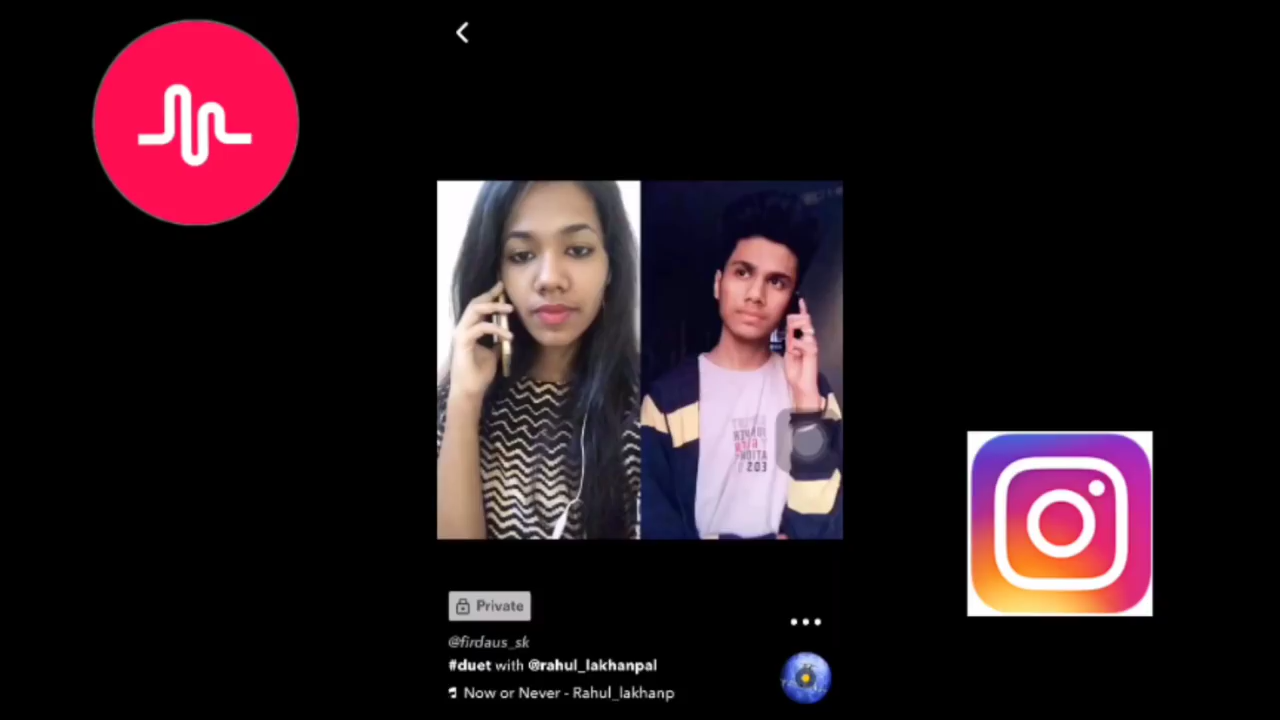 Private
@firdaus_sk
#duet with @rahul_lakhanpal
Now or Never - Rahul_lakhanp